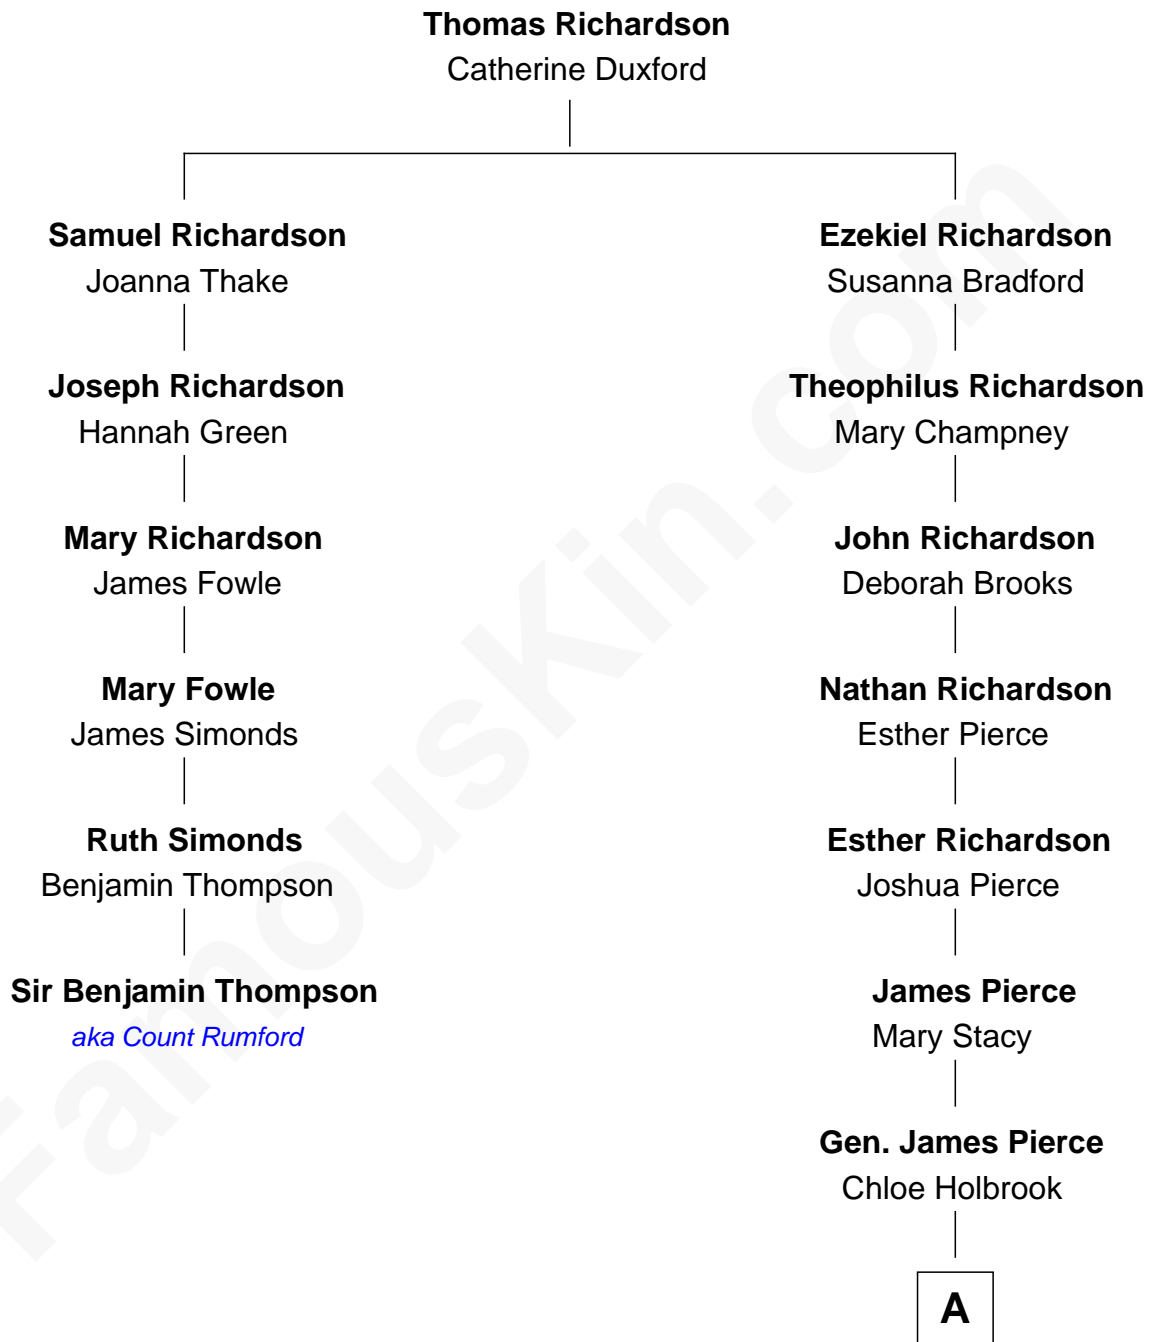 Thomas Richardson
Catherine Duxford
Samuel Richardson
Joanna Thake
Joseph Richardson
Hannah Green
Mary Richardson
James Fowle
Mary Fowle
James Simonds
Ruth Simonds
Benjamin Thompson
Sir Benjamin Thompson
aka Count Rumford
Ezekiel Richardson
Susanna Bradford
Theophilus Richardson
Mary Champney
John Richardson
Deborah Brooks
Nathan Richardson
Esther Pierce
Esther Richardson
Joshua Pierce
James Pierce
Mary Stacy
Gen. James Pierce
Chloe Holbrook
A
FamousKin.com